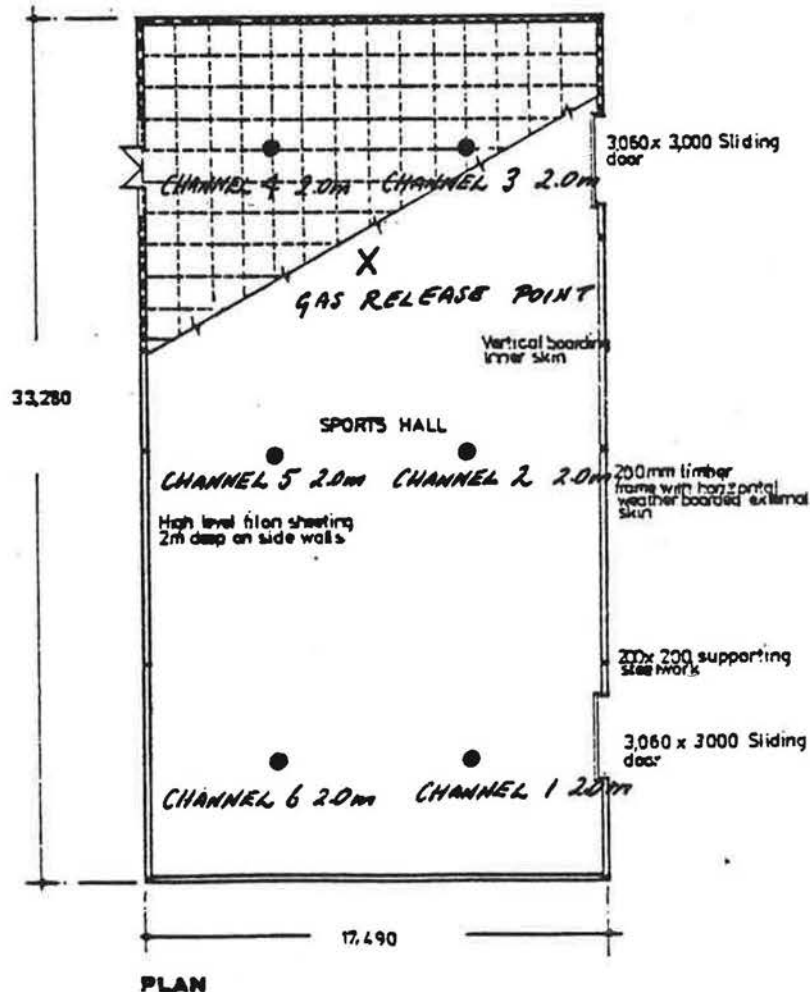 3,060 x 3,000 Sliding
door
CHANNEL 4 2.0m CHANNEL 3 2.0m
X
GAS RELEASE POINT
Vertical boarding
inner skin
33,280
SPORTS HALL
CHANNEL 5 2.0m CHANNEL 2 2.0m
200mm timber
frame with horizontal
weather boarded external
skin
High level filon sheeting
2m deep on side walls
200x 200 supporting
steelwork
3,060 x 3000 Sliding
door
CHANNEL 6 2.0m CHANNEL 1 2.0m
17,490
PLAN